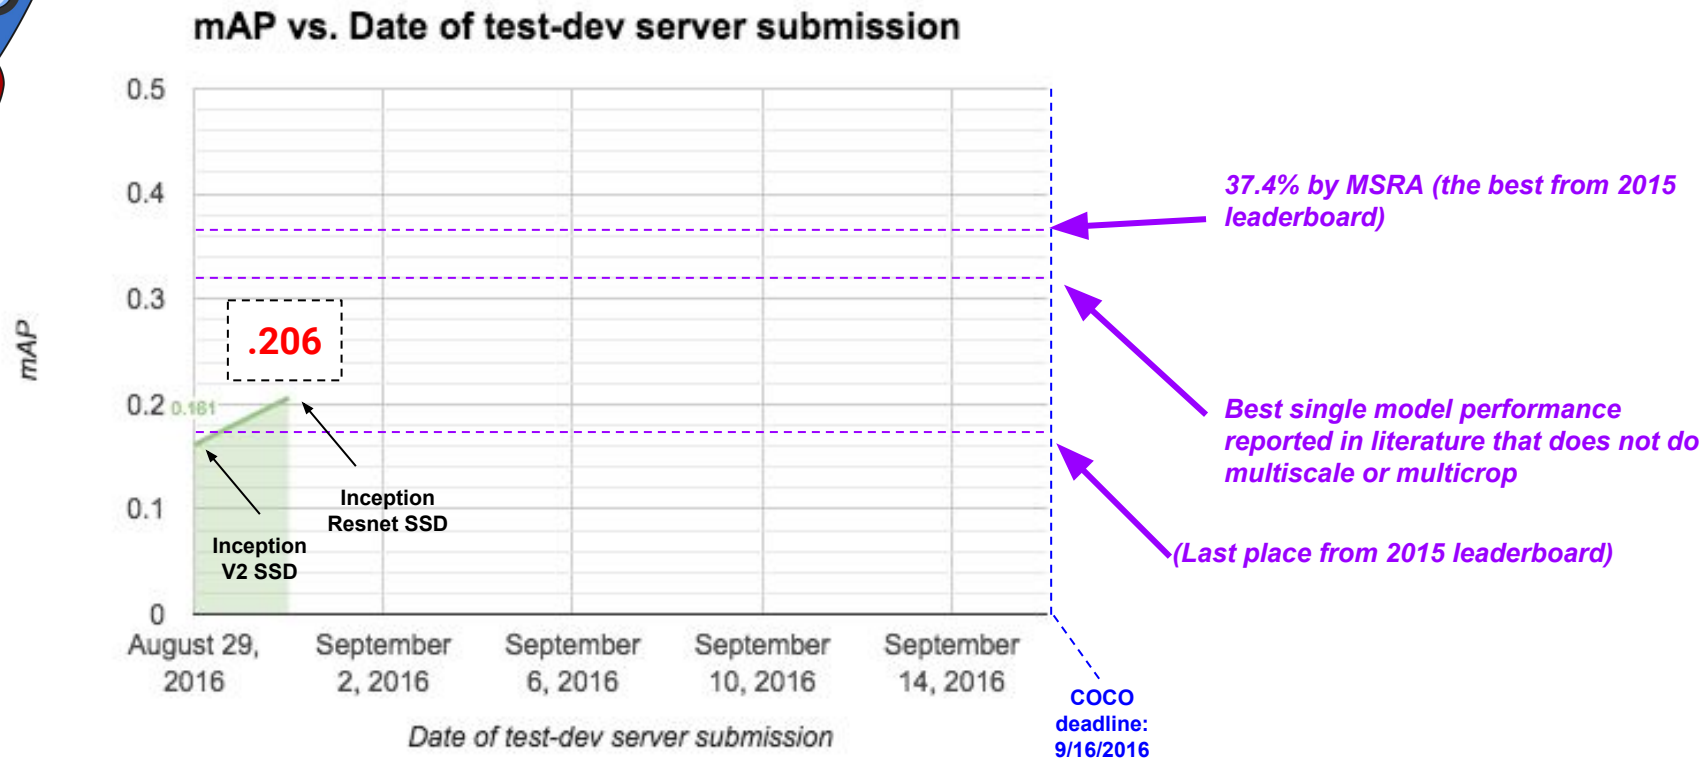 mAP vs. Date of test-dev server submission
0.5
0.4
0.3
0.2
0.1
0
mAP
0.161
.206
Inception
Resnet SSD
Inception
V2 SSD
August 29,
2016
September
2, 2016
September
6, 2016
September
10, 2016
September
14, 2016
Date of test-dev server submission
COCO
deadline:
9/16/2016
37.4% by MSRA (the best from 2015
leaderboard)
Best single model performance
reported in literature that does not do
multiscale or multicrop
(Last place from 2015 leaderboard)